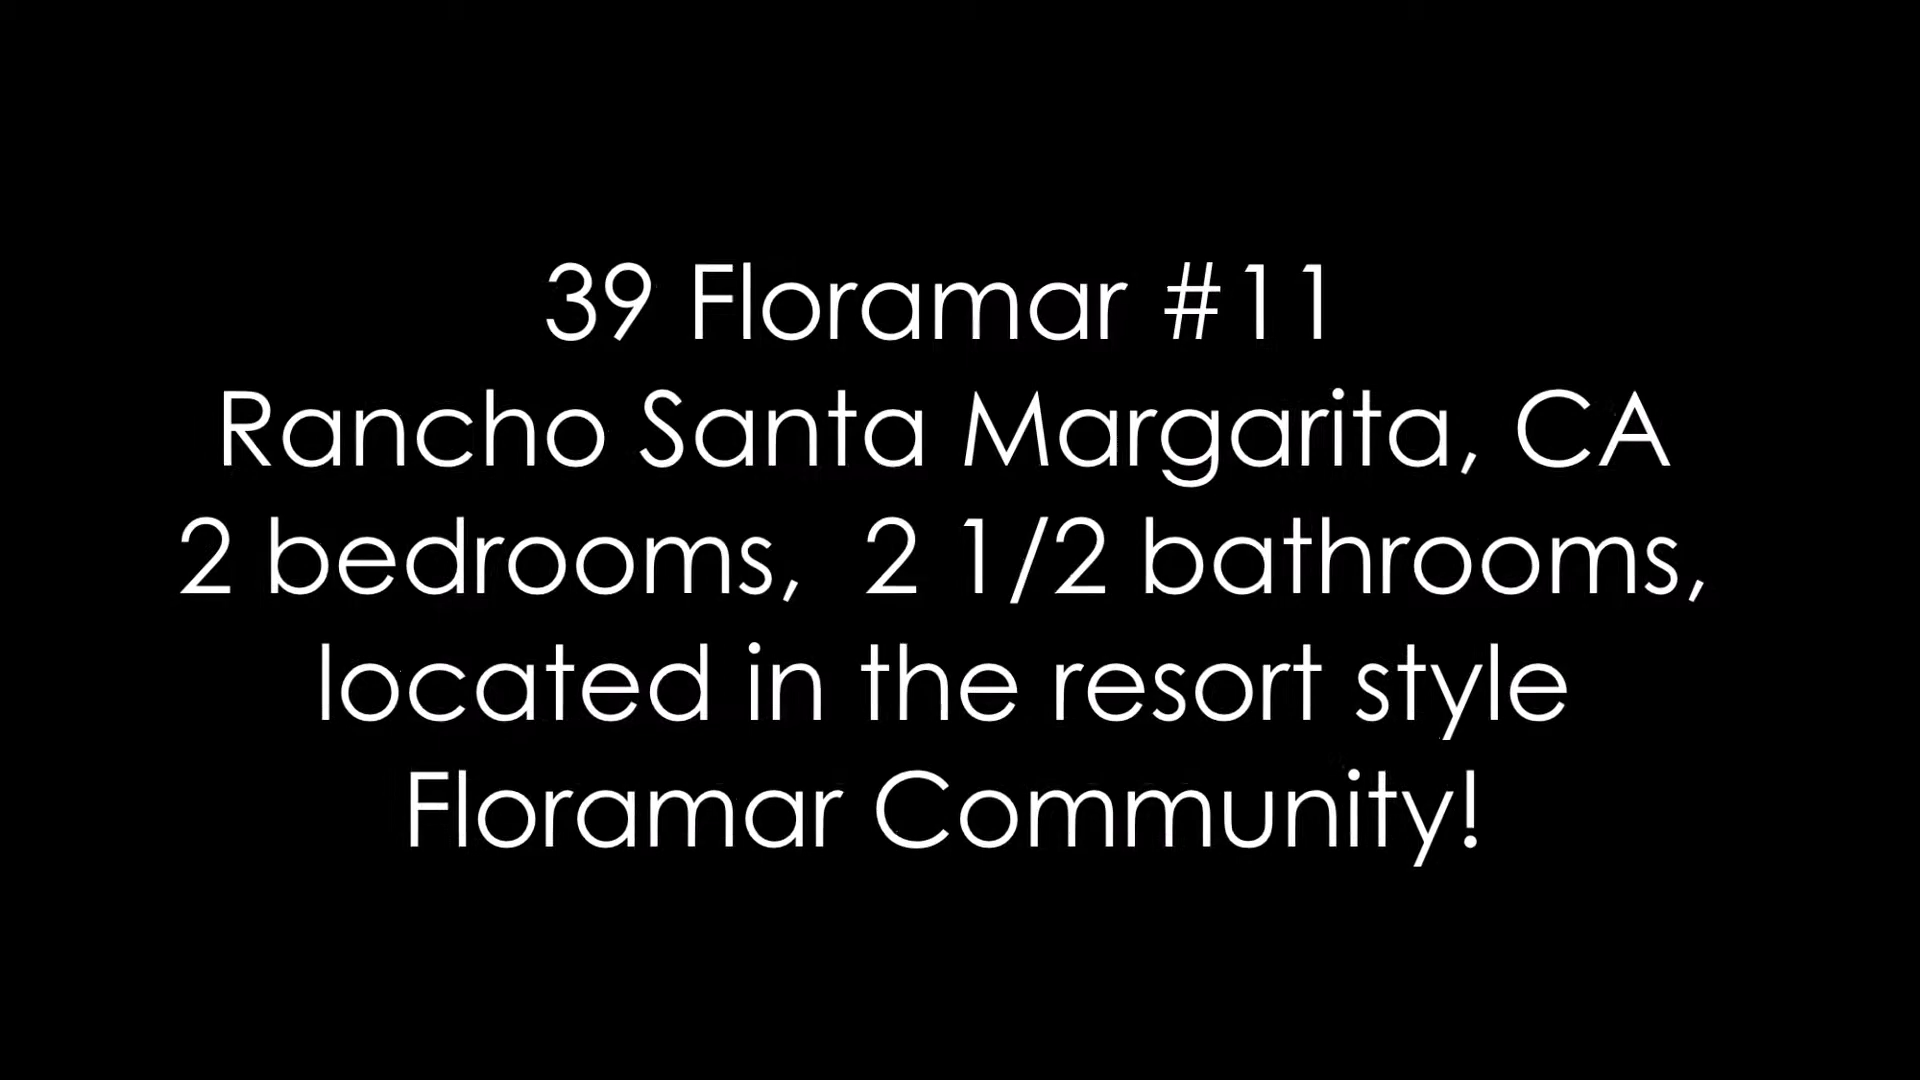 39 Floramar #11
Rancho Santa Margarita, CA
2 bedrooms,  2 1/2 bathrooms,
located in the resort style
Floramar Community!